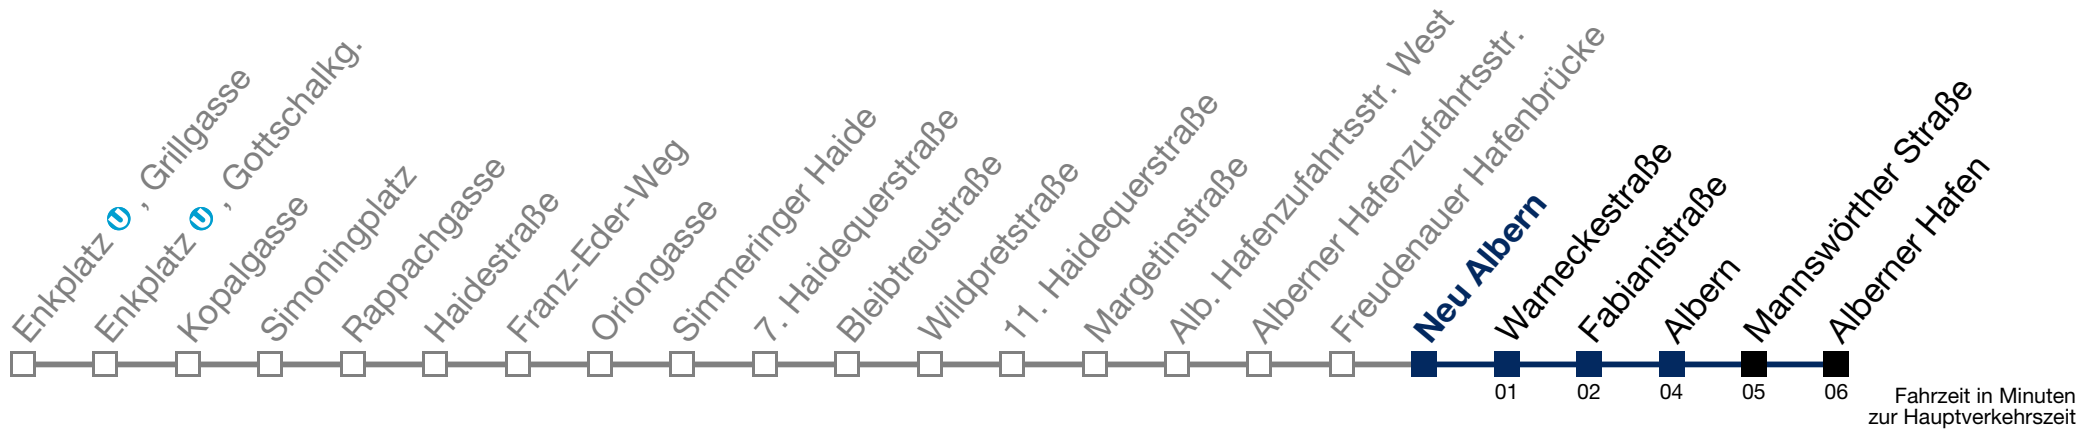 Enkplatz U, Grillgasse
Enkplatz U, Gottschalkg.
Kopalgasse
Simoningplatz
Rappachgasse
Haidestraße
Franz-Eder-Weg
Oriongasse
Simmeringer Haide
7. Haidequerstraße
Bleibtreustraße
Wildpretstraße
11. Haidequerstraße
Margetinstraße
Alb. Hafenzufahrtsstr. West
Alberner Hafenzufahrtsstr.
Freudenauer Hafenbrücke
Neu Albern
Warneckestraße
Fabianistraße
Albern
Mannswörther Straße
Alberner Hafen
01 02 04 05 06
Fahrzeit in Minuten
zur Hauptverkehrszeit